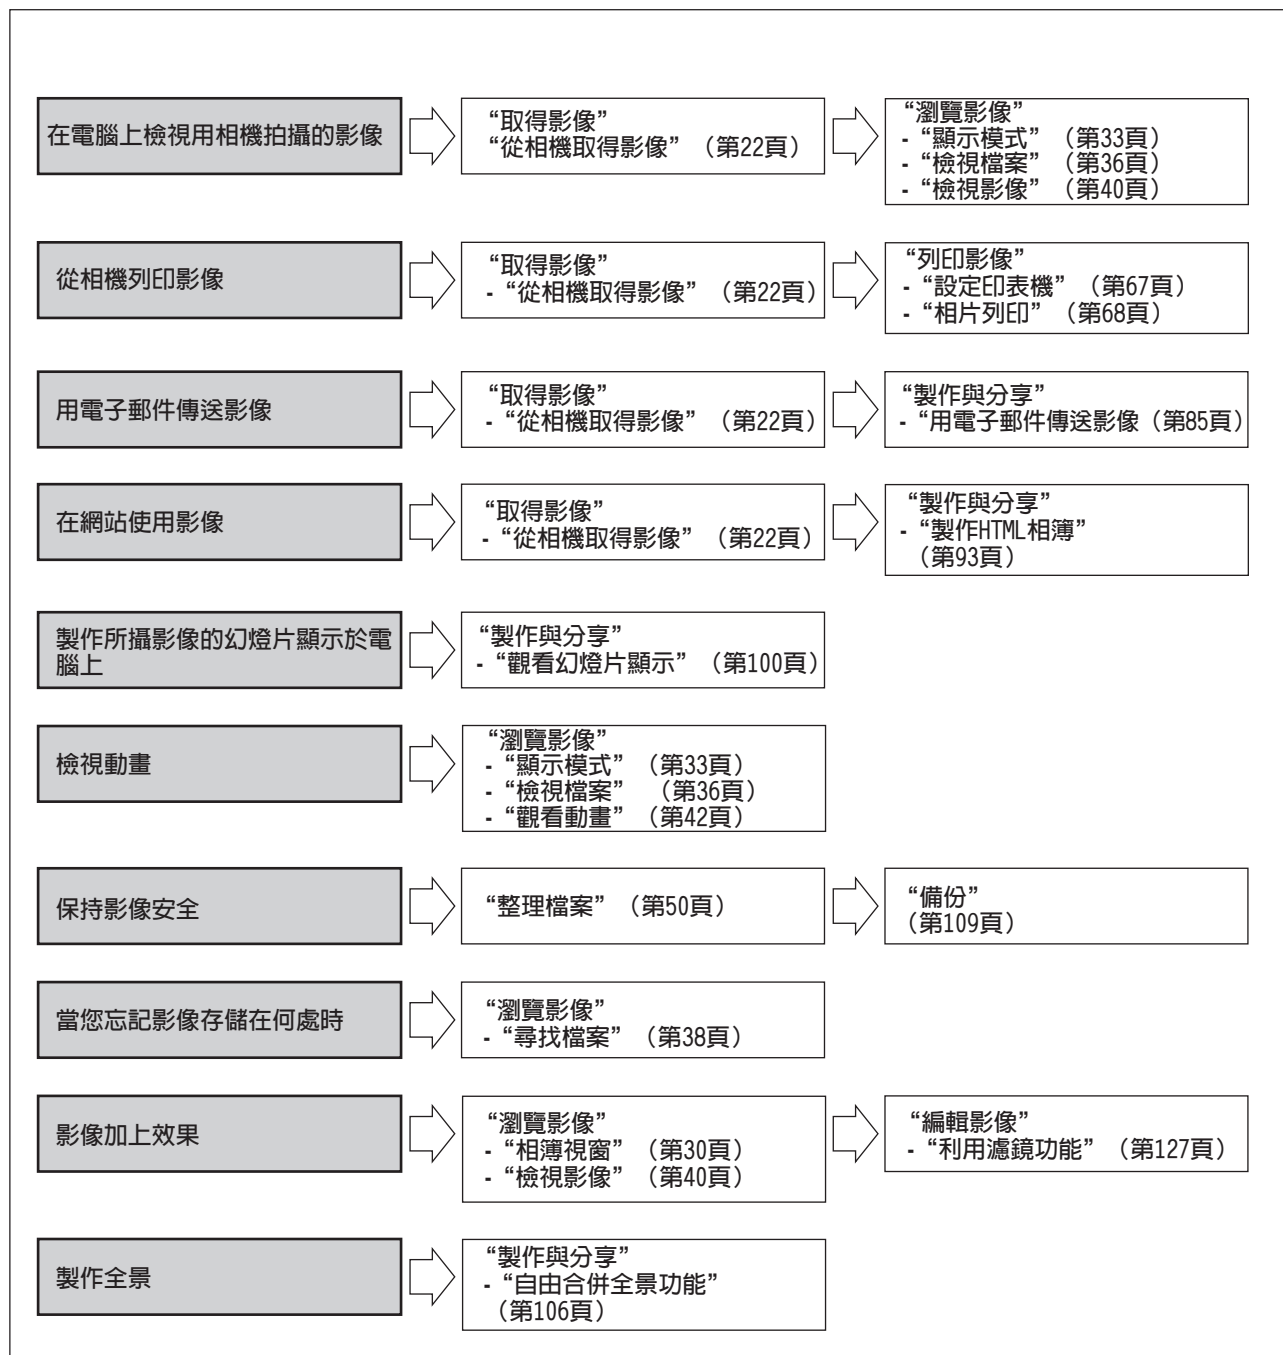 在電腦上檢視用相機拍攝的影像
“取得影像”
“從相機取得影像” （第22頁）
“瀏覽影像”
- “顯示模式” （第33頁）
- “檢視檔案” （第36頁）
- “檢視影像” （第40頁）
從相機列印影像
“取得影像”
- “從相機取得影像” （第22頁）
“列印影像”
- “設定印表機” （第67頁）
- “相片列印” （第68頁）
用電子郵件傳送影像
“取得影像”
- “從相機取得影像” （第22頁）
“製作與分享”
- “用電子郵件傳送影像（第85頁）
在網站使用影像
“取得影像”
- “從相機取得影像” （第22頁）
“製作與分享”
- “製作HTML相簿”
（第93頁）
製作所攝影像的幻燈片顯示於電
腦上
“製作與分享”
- “觀看幻燈片顯示” （第100頁）
檢視動畫
“瀏覽影像”
- “顯示模式” （第33頁）
- “檢視檔案” （第36頁）
- “觀看動畫” （第42頁）
保持影像安全
“整理檔案” （第50頁）
“備份”
（第109頁）
當您忘記影像存儲在何處時
“瀏覽影像”
- “尋找檔案” （第38頁）
影像加上效果
“瀏覽影像”
- “相簿視窗” （第30頁）
- “檢視影像” （第40頁）
“編輯影像”
- “利用濾鏡功能” （第127頁）
製作全景
“製作與分享”
- “自由合併全景功能”
（第106頁）